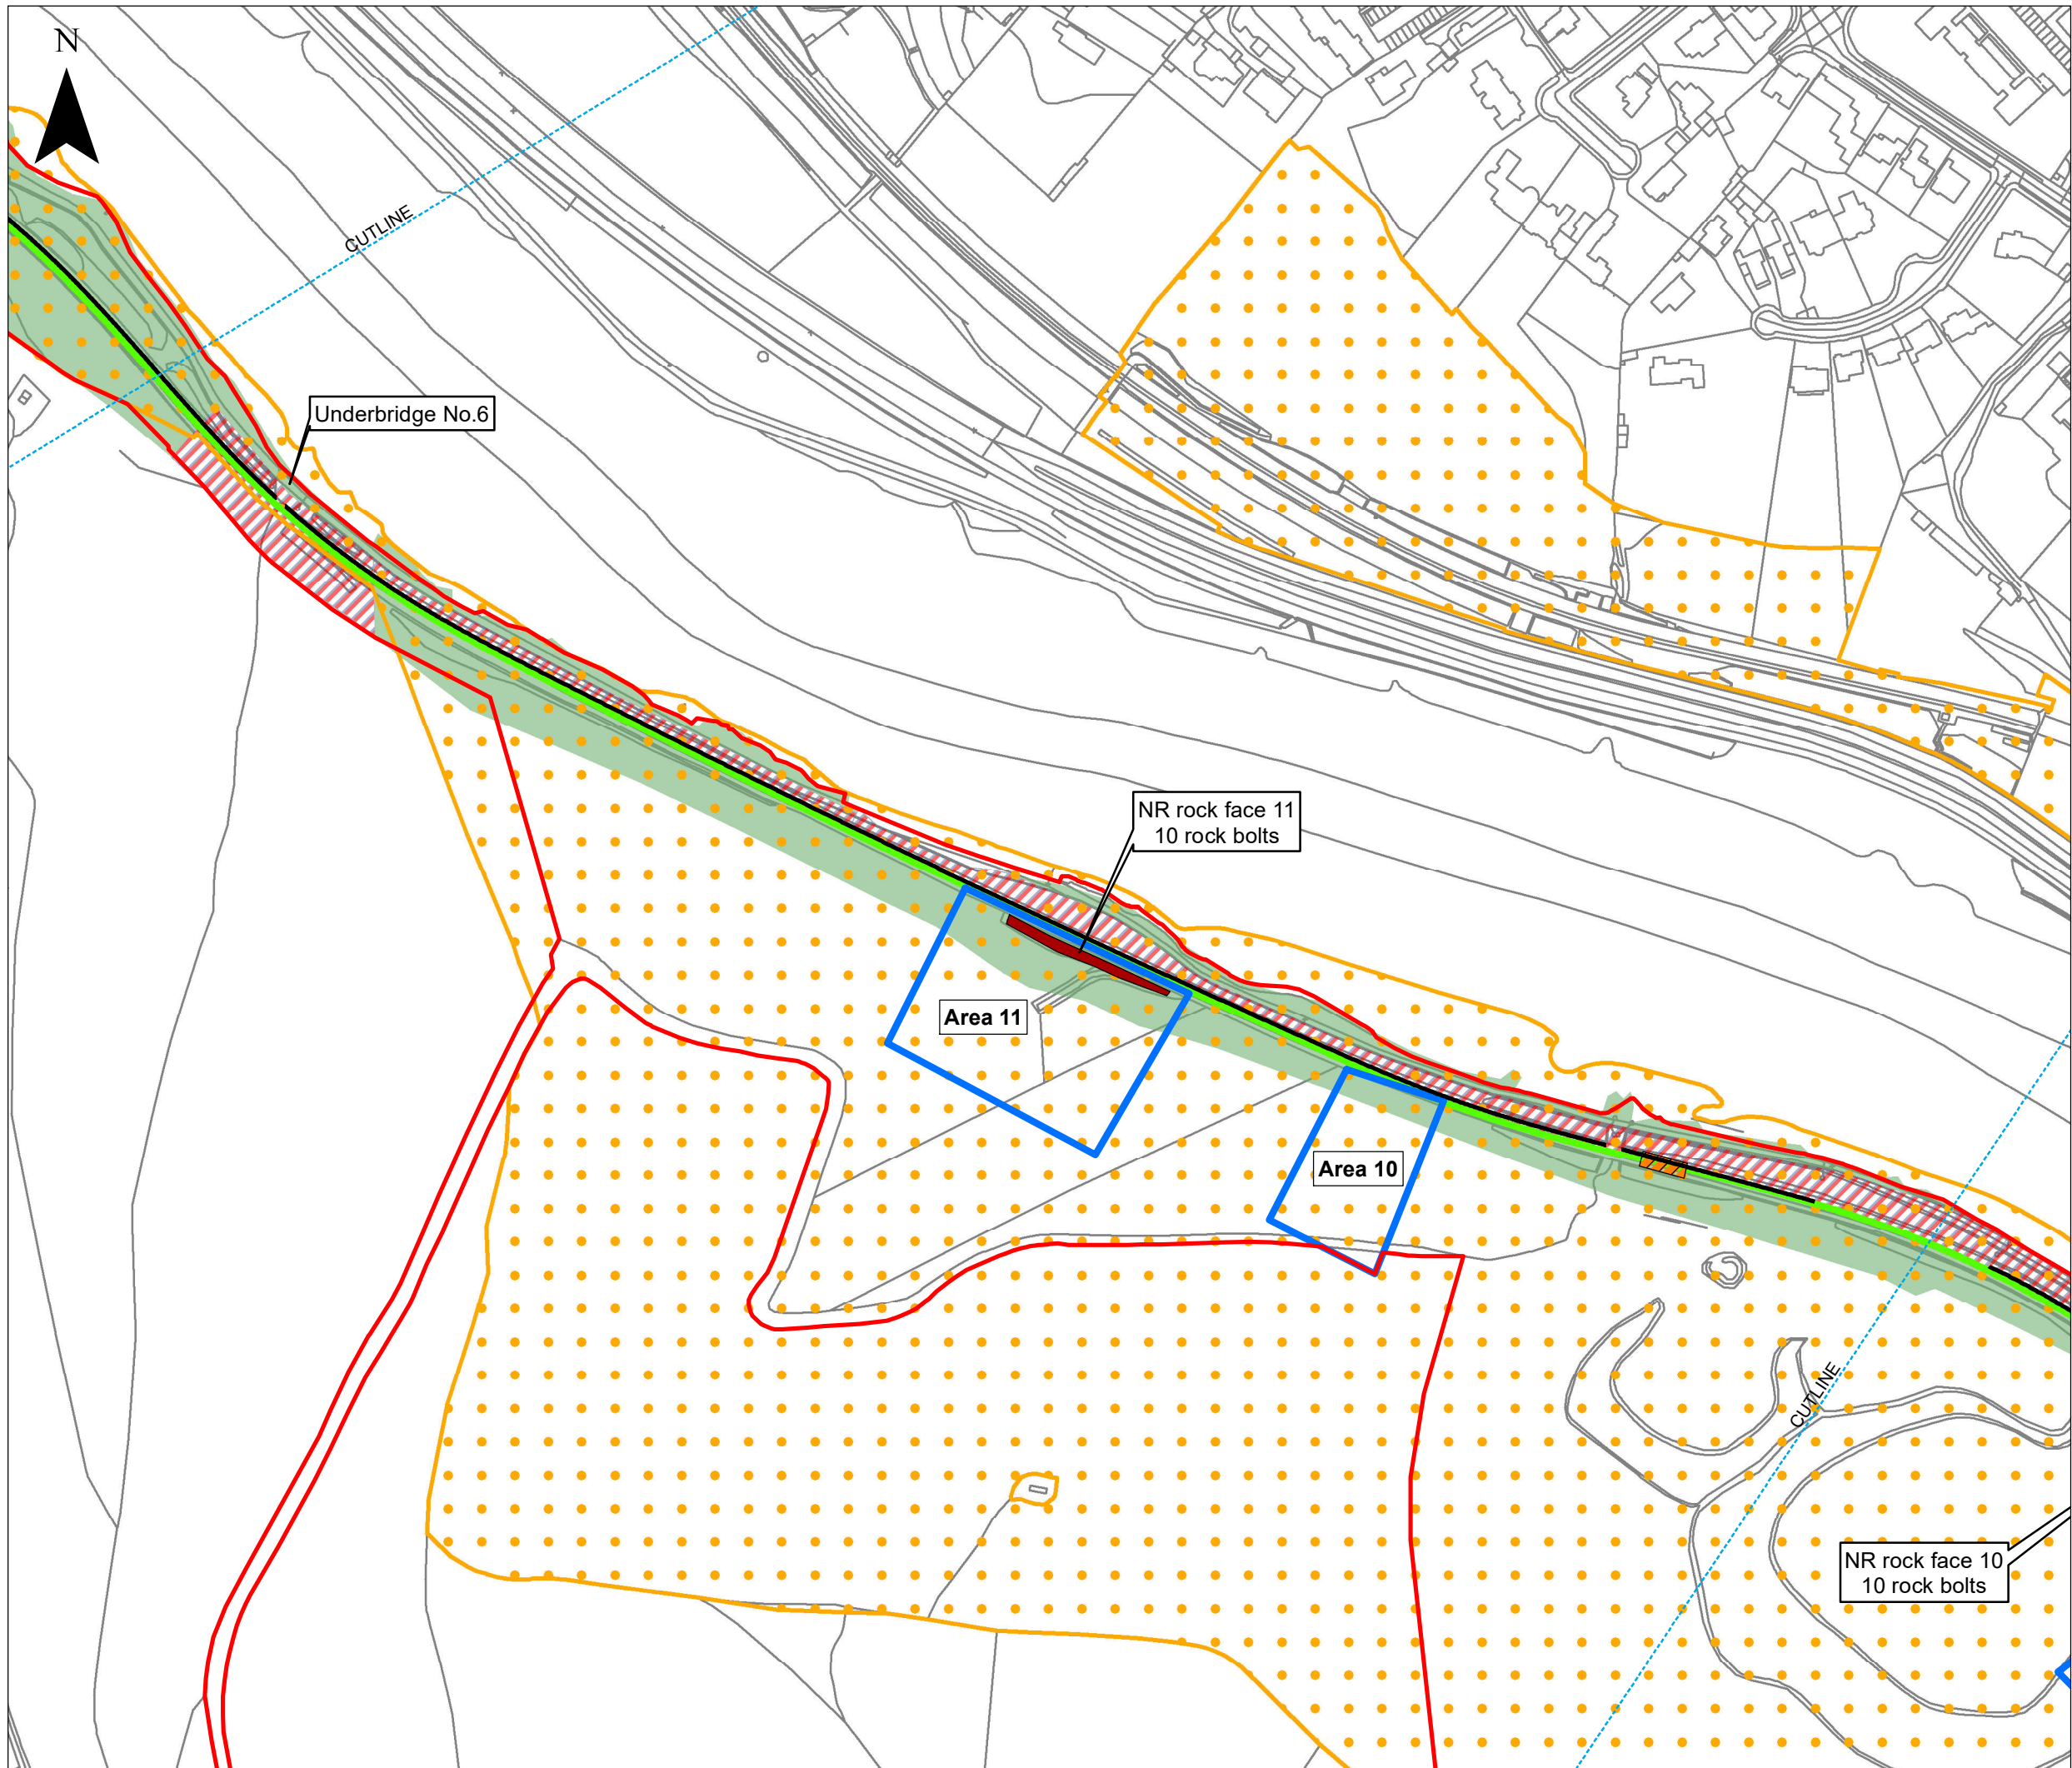 N
CUTLINE
Underbridge No.6
NR rock face 11
10 rock bolts
Area 11
Area 10
CUTLINE
NR rock face 10
10 rock bolts